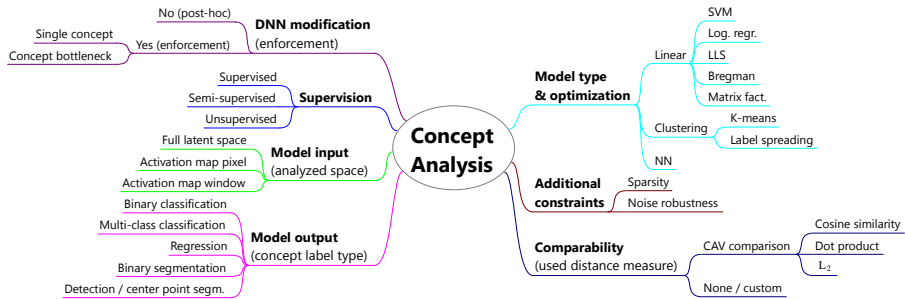 Concept
Analysis
DNN modification
(enforcement)
No (post-hoc)
Yes (enforcement)
Single concept
Concept bottleneck
Supervision
Supervised
Semi-supervised
Unsupervised
Model input
(analyzed space)
Full latent space
Activation map pixel
Activation map window
Model output
(concept label type)
Binary classification
Multi-class classification
Regression
Binary segmentation
Detection / center point segm.
Model type
& optimization
Linear
SVM
Log. regr.
LLS
Bregman
Matrix fact.
Clustering
K-means
Label spreading
NN
Additional
constraints
Sparsity
Noise robustness
Comparability
(used distance measure)
CAV comparison
Cosine similarity
Dot product
L₂
None / custom